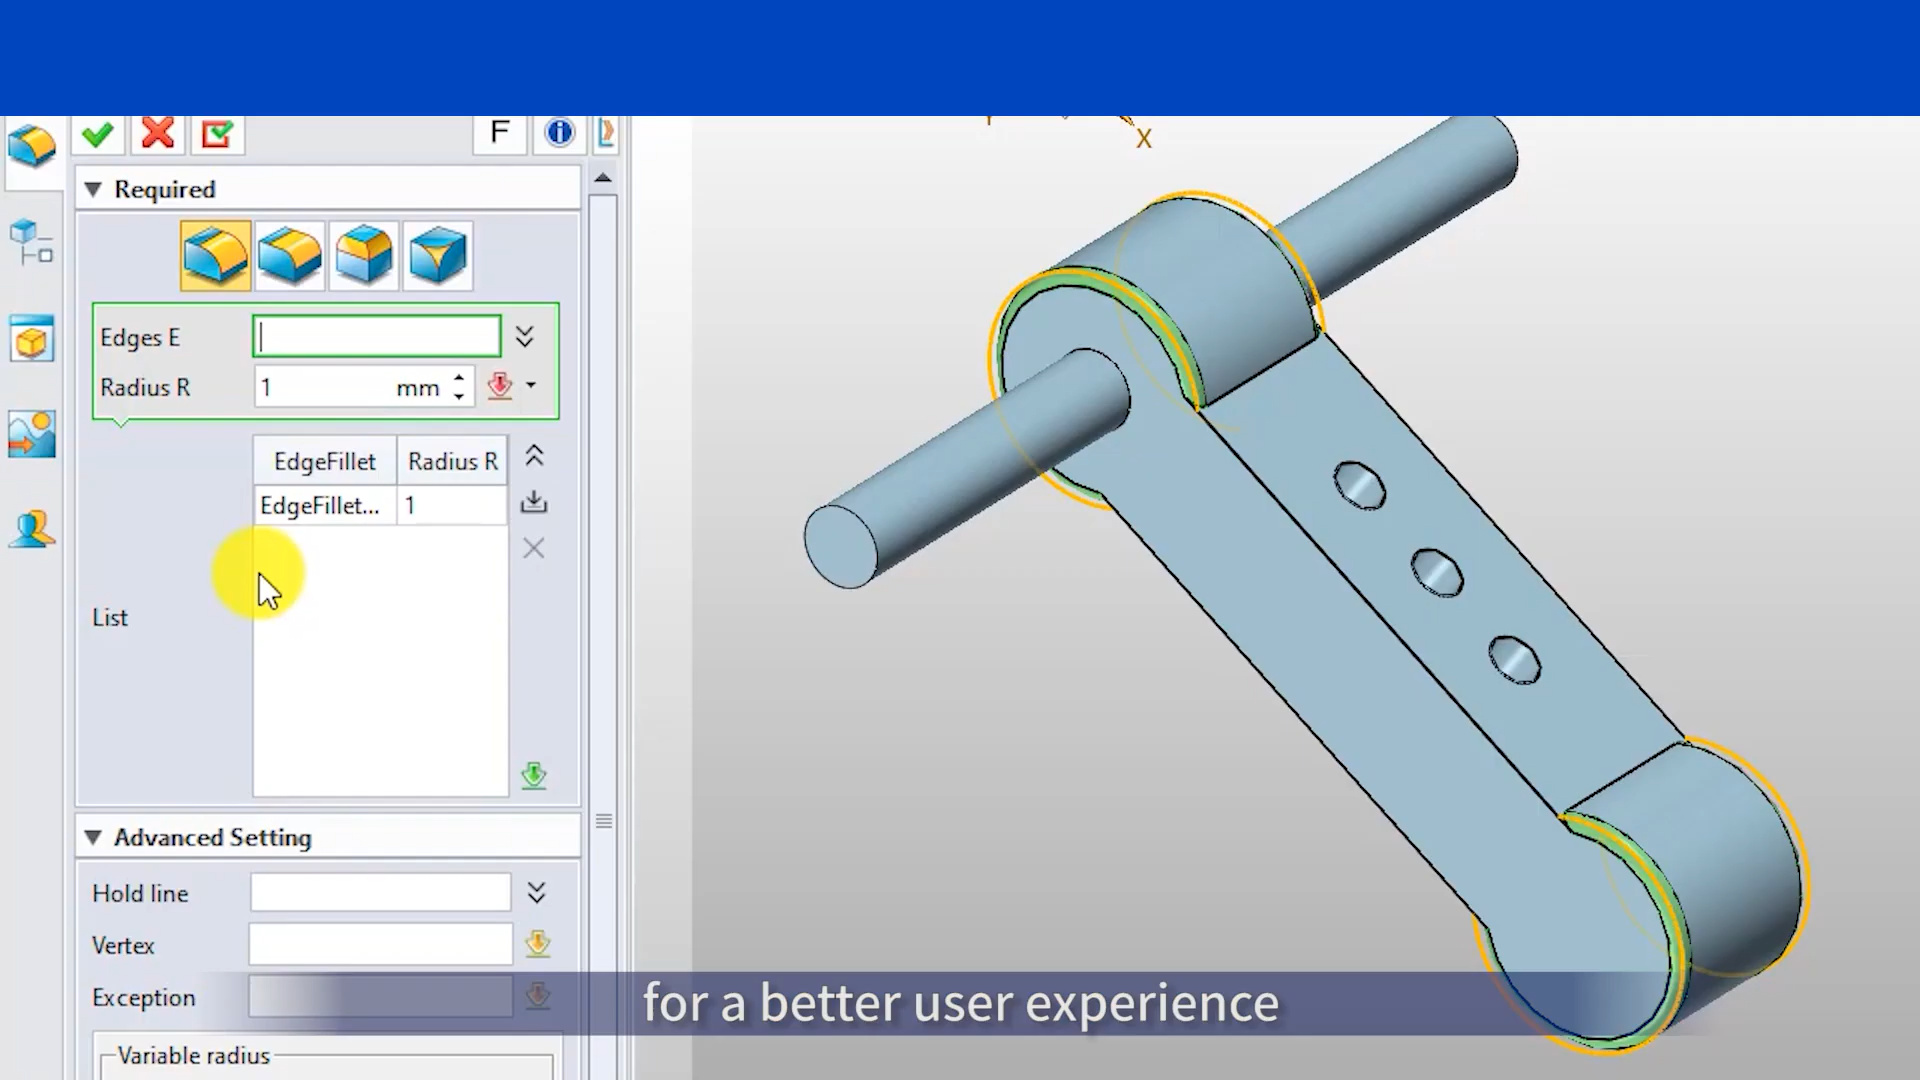 F
X
Required
Edges E
Radius R 1 mm
EdgeFillet Radius R
EdgeFillet... 1
List
Advanced Setting
Hold line
Vertex
Exception
for a better user experience
Variable radius